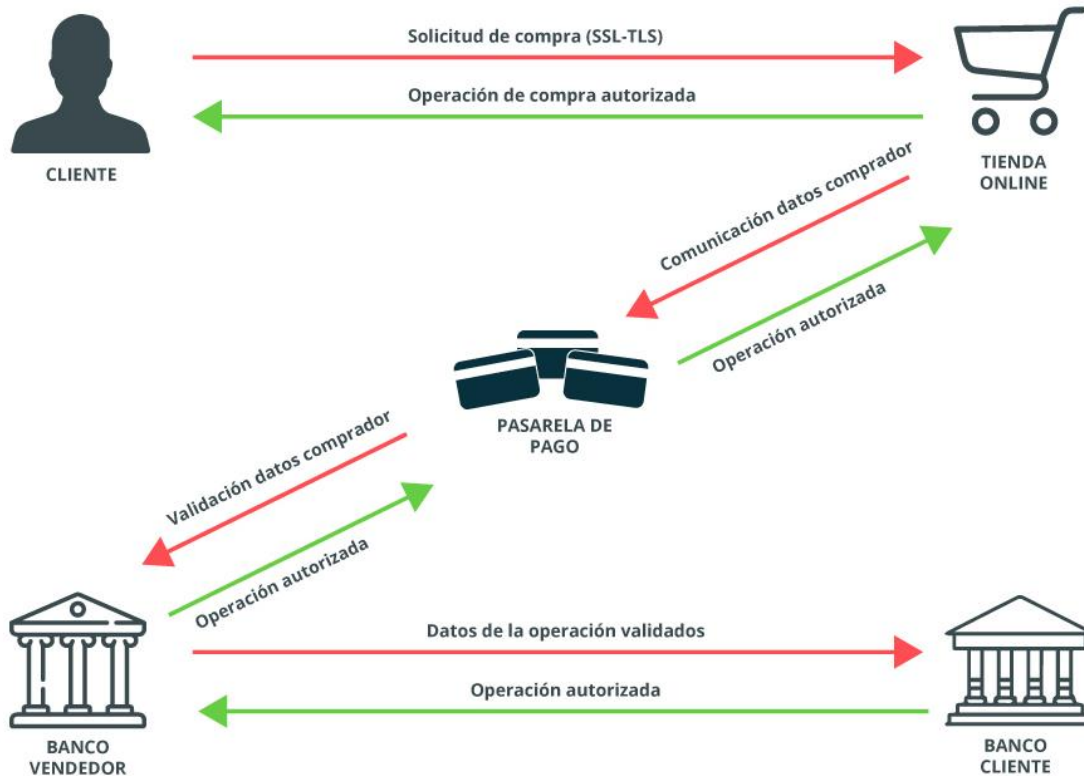 Solicitud de compra (SSL-TLS)
Operación de compra autorizada
CLIENTE
TIENDA
ONLINE
Comunicación datos comprador
Operación autorizada
PASARELA DE
PAGO
Validación datos comprador
Operación autorizada
Datos de la operación validados
Operación autorizada
BANCO
VENDEDOR
BANCO
CLIENTE